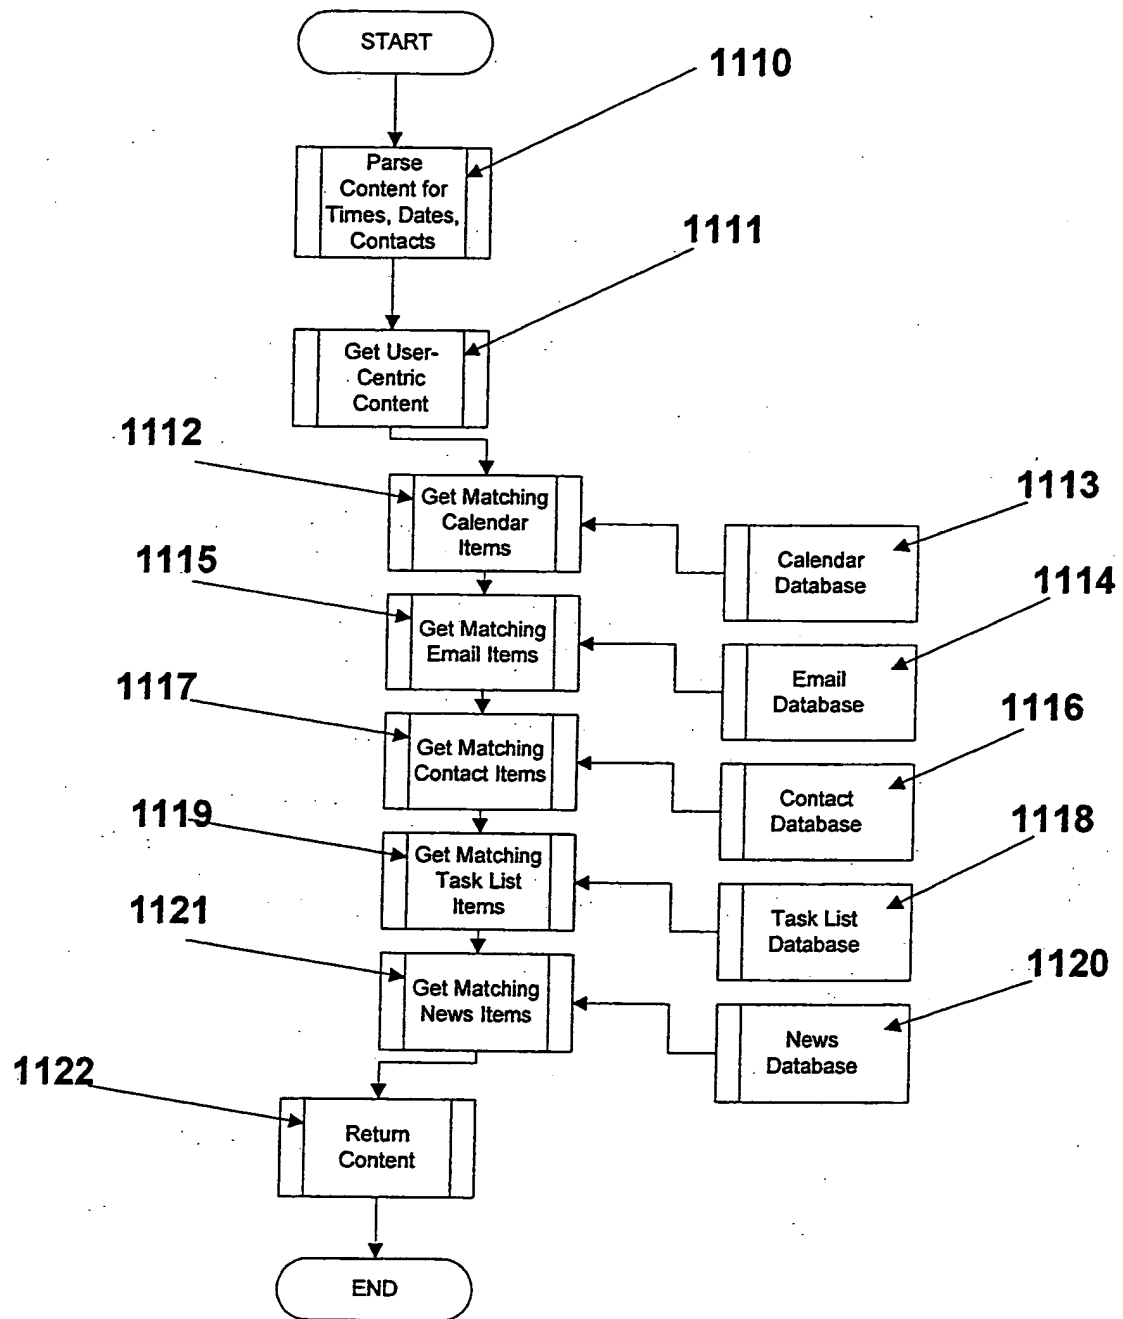 START
1110
Parse
Content for
Times, Dates,
Contacts
1111
Get User-
Centric
Content
1112
Get Matching
Calendar
Items
1113
Calendar
Database
1115
Get Matching
Email Items
1114
Email
Database
1117
Get Matching
Contact Items
1116
Contact
Database
1119
Get Matching
Task List
Items
1118
Task List
Database
1121
Get Matching
News Items
1120
News
Database
1122
Return
Content
END